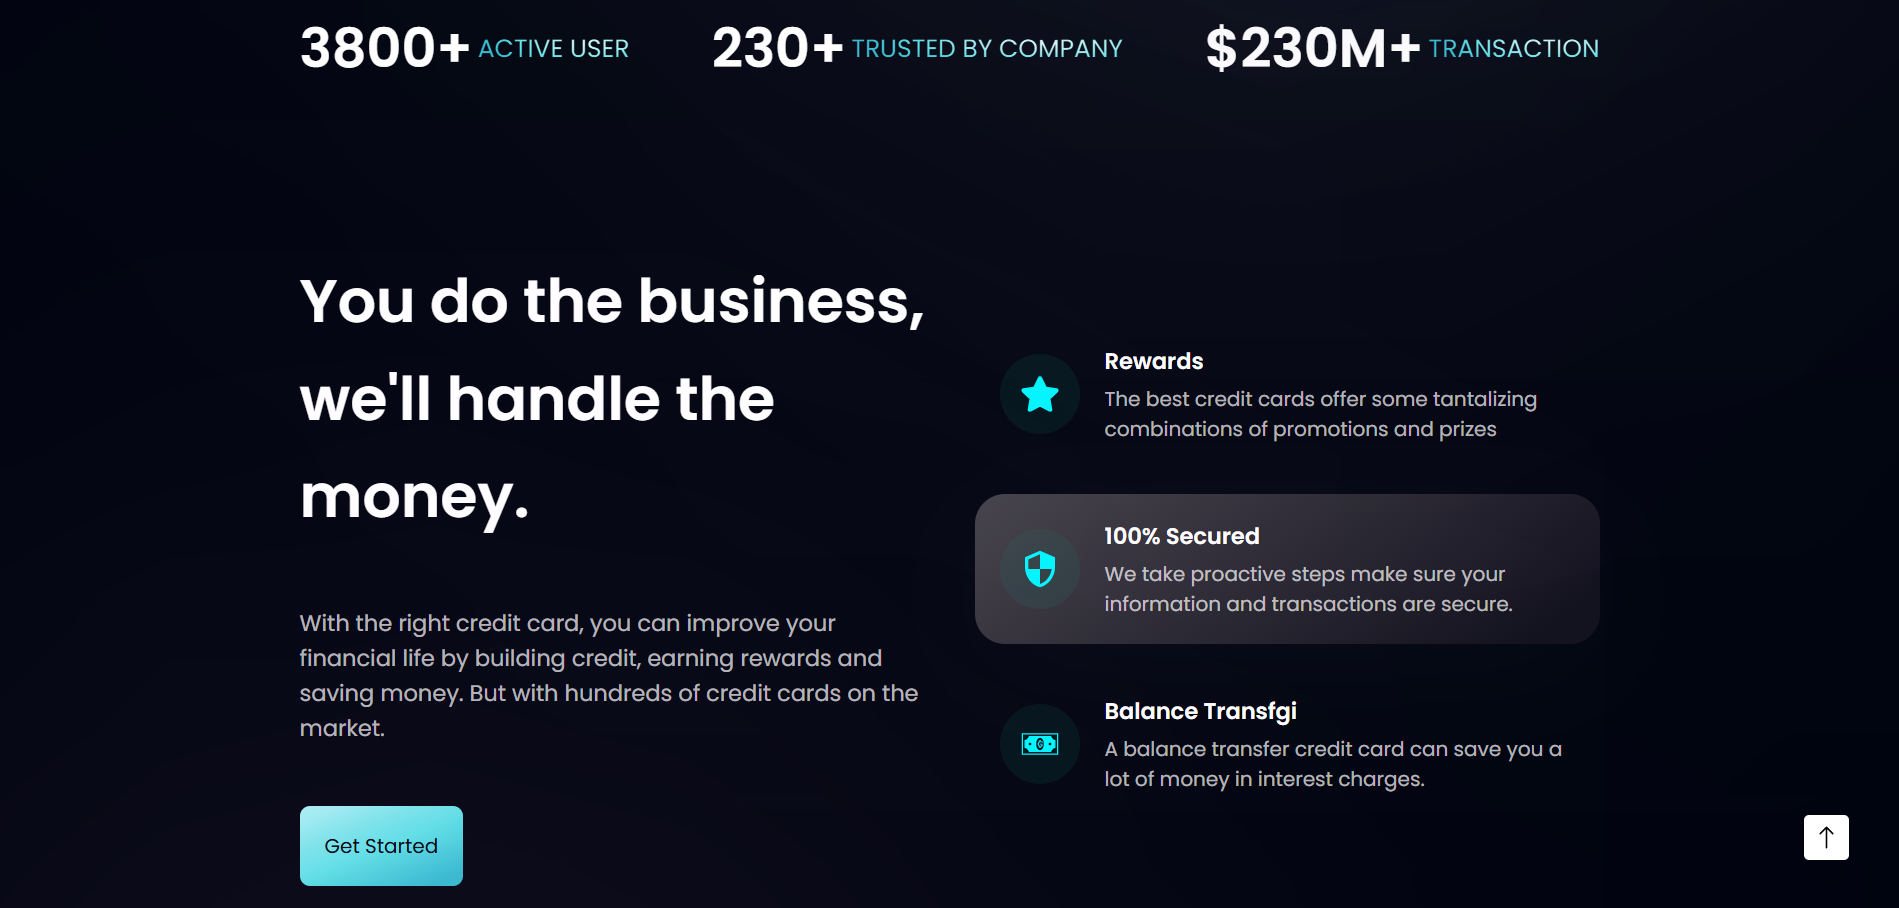 3800+ ACTIVE USER
230+ TRUSTED BY COMPANY
$230M+ TRANSACTION
You do the business,
we'll handle the
money.
With the right credit card, you can improve your
financial life by building credit, earning rewards and
saving money. But with hundreds of credit cards on the
market.
Get Started
Rewards
The best credit cards offer some tantalizing
combinations of promotions and prizes
100% Secured
We take proactive steps make sure your
information and transactions are secure.
Balance Transfgi
A balance transfer credit card can save you a
lot of money in interest charges.